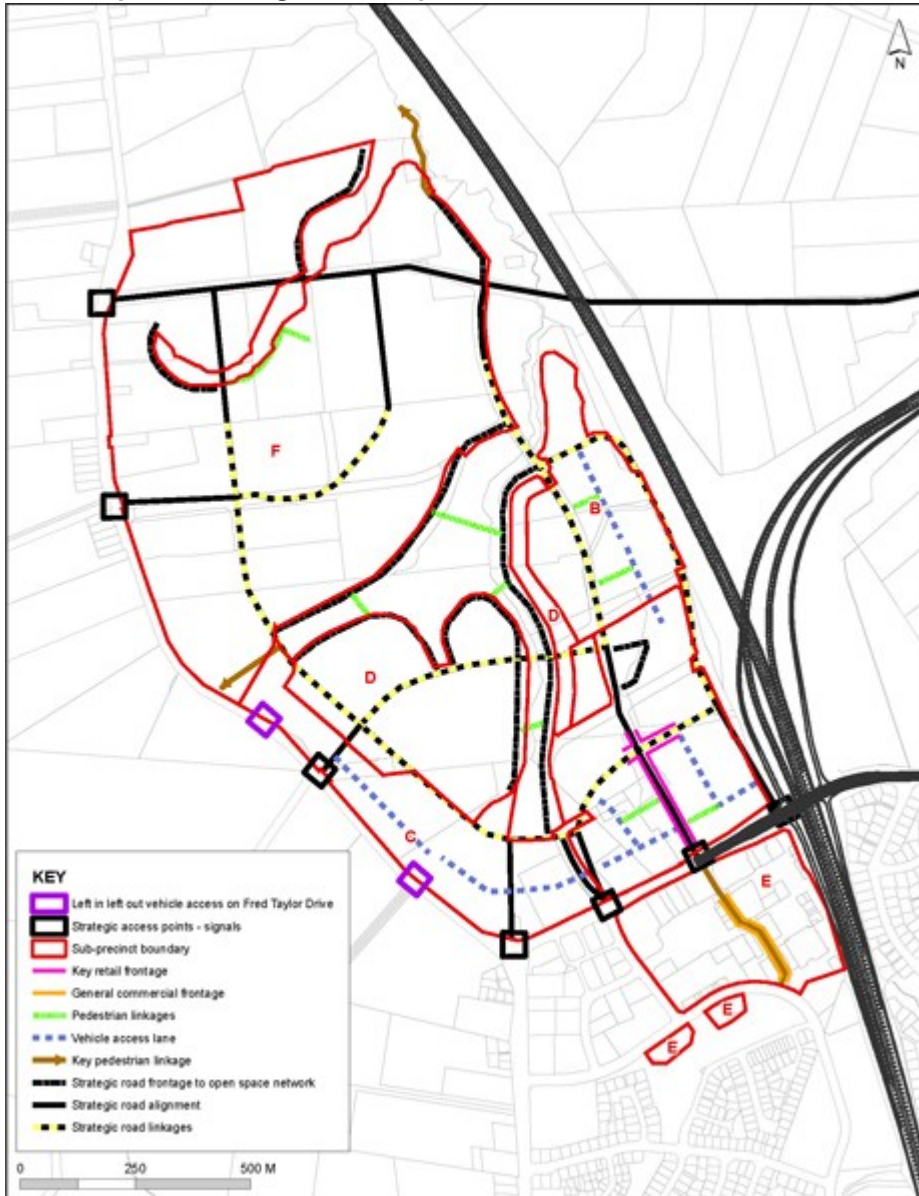 N
F
B
D
D
C
E
E
E
KEY
Left in left out vehicle access on Fred Taylor Drive
Strategic access points - signals
Sub-precinct boundary
Key retail frontage
General commercial frontage
Pedestrian linkages
Vehicle access lane
Key pedestrian linkage
Strategic road frontage to open space network
Strategic road alignment
Strategic road linkages
0 250 500 M